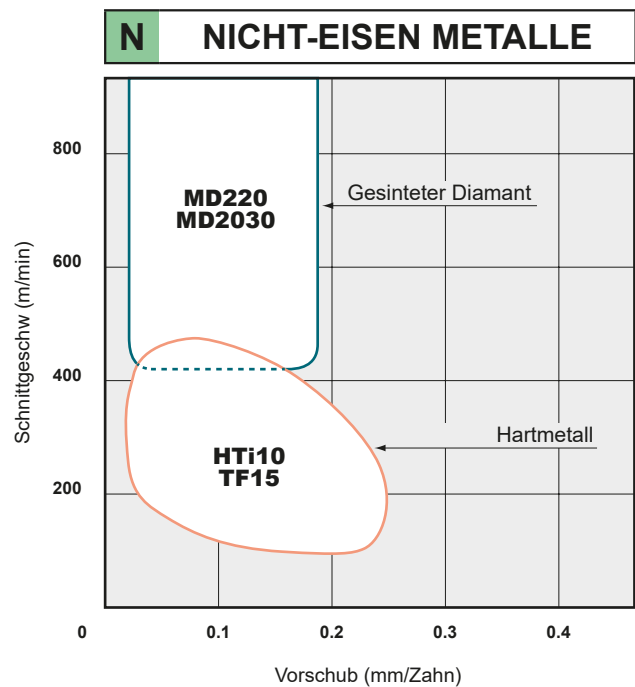 N NICHT-EISEN METALLE
800
600
400
200
0
0.1
0.2
0.3
0.4
Schnittgeschw (m/min)
Vorschub (mm/Zahn)
MD220
MD2030
Gesinteter Diamant
HTi10
TF15
Hartmetall